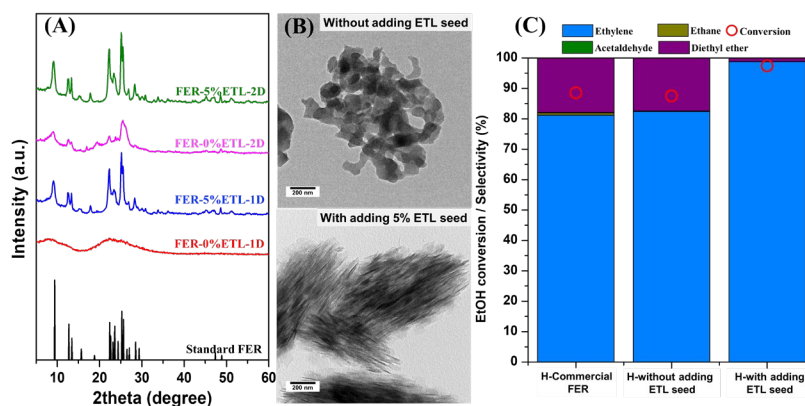 (A)
FER-5%ETL-2D
FER-0%ETL-2D
FER-5%ETL-1D
FER-0%ETL-1D
Standard FER
Intensity (a.u.)
10 20 30 40 50 60
2theta (degree)
(B)
Without adding ETL seed
200 nm
With adding 5% ETL seed
200 nm
(C)
Ethylene Ethane Conversion
Acetaldehyde Diethyl ether
100
90
80
70
60
50
40
30
20
10
0
EtOH conversion / Selectivity (%)
H-Commercial FER
H-without adding ETL seed
H-with adding ETL seed